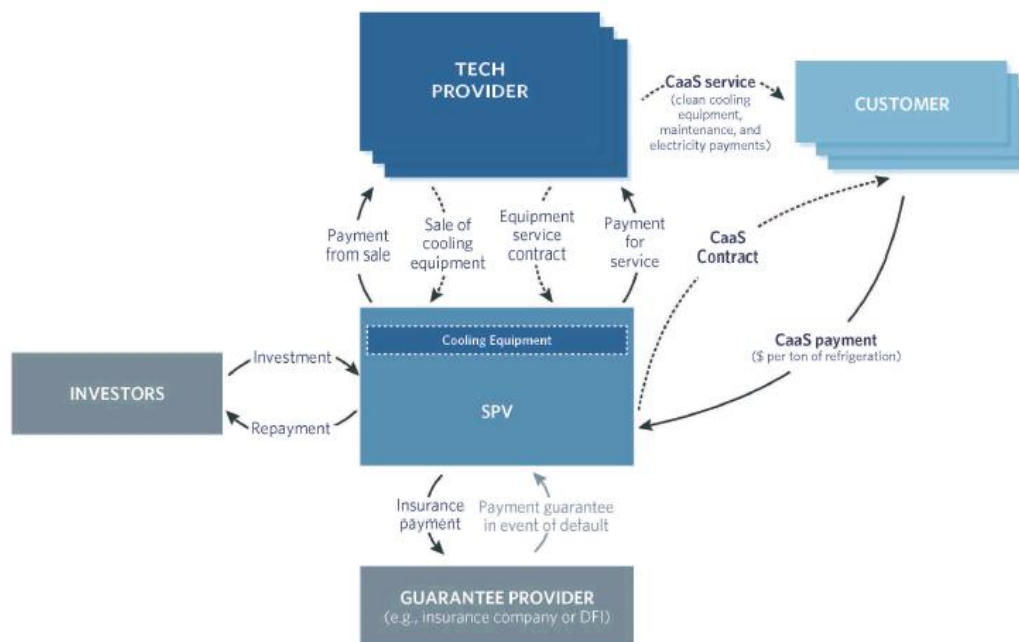 TECH
PROVIDER
CaaS service
(clean cooling
equipment,
maintenance, and
electricity payments)
CUSTOMER
Payment
from sale
Sale of
cooling
equipment
Equipment
service
contract
Payment
for
service
CaaS
Contract
CaaS payment
($ per ton of refrigeration)
Cooling Equipment
SPV
INVESTORS
Investment
Repayment
Insurance
payment
Payment guarantee
in event of default
GUARANTEE PROVIDER
(e.g., insurance company or DFI)